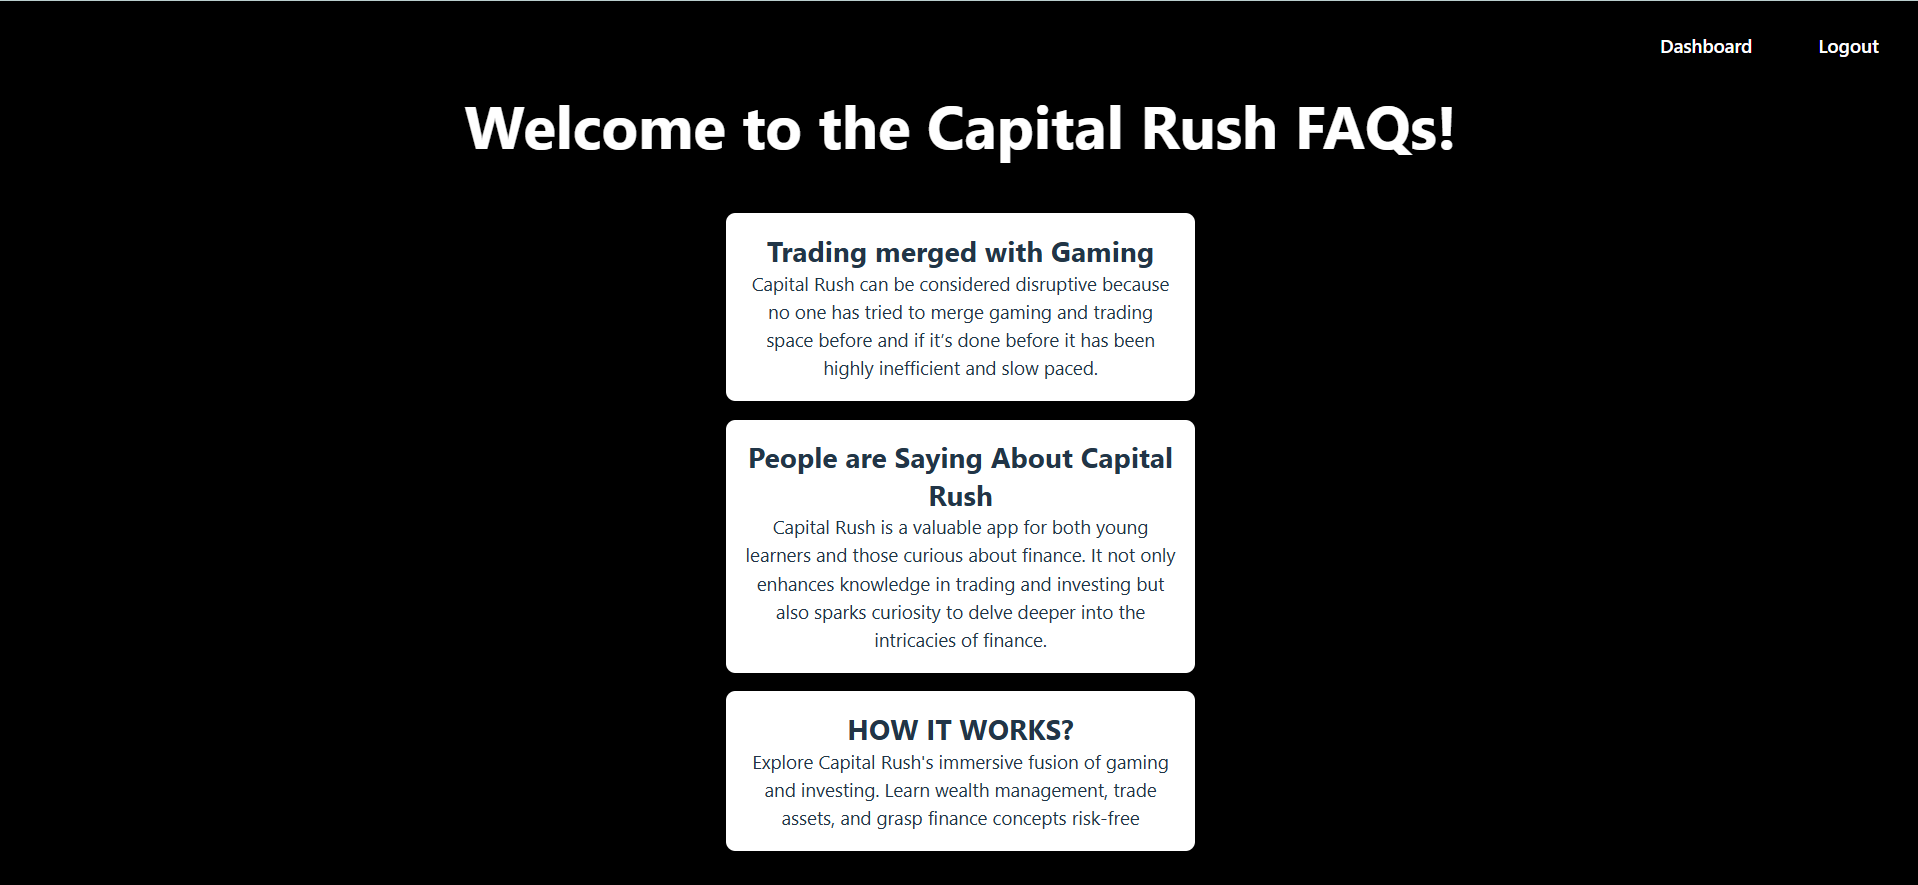 Dashboard Logout
Welcome to the Capital Rush FAQs!
Trading merged with Gaming
Capital Rush can be considered disruptive because
no one has tried to merge gaming and trading
space before and if it’s done before it has been
highly inefficient and slow paced.
People are Saying About Capital
Rush
Capital Rush is a valuable app for both young
learners and those curious about finance. It not only
enhances knowledge in trading and investing but
also sparks curiosity to delve deeper into the
intricacies of finance.
HOW IT WORKS?
Explore Capital Rush's immersive fusion of gaming
and investing. Learn wealth management, trade
assets, and grasp finance concepts risk-free